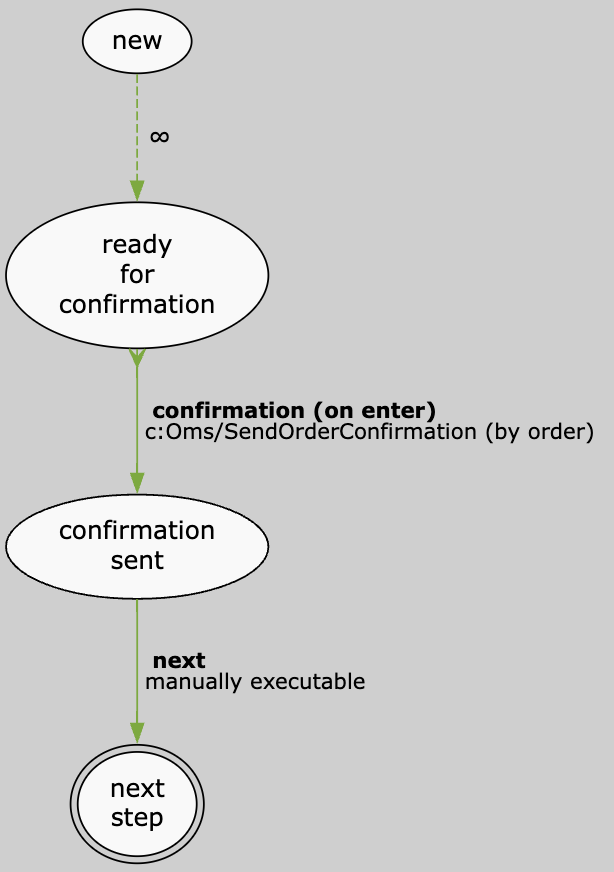 new
∞
ready
for
confirmation
confirmation (on enter)
c:Oms/SendOrderConfirmation (by order)
confirmation
sent
next
manually executable
next
step